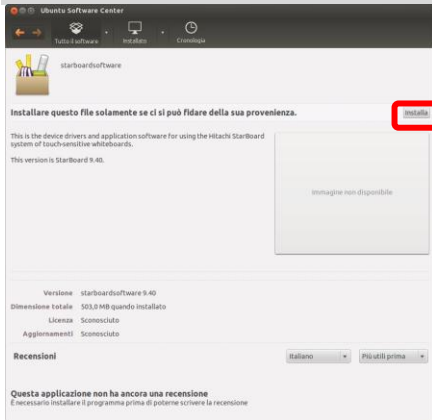 Ubuntu Software Center
Tutto il software
Installato
Cronologia
starboardsoftware
Installare questo file solamente se ci si può fidare della sua provenienza.
Installa
This is the device drivers and application software for using the Hitachi StarBoard
system of touch-sensitive whiteboards.
This version is StarBoard 9.40.
Immagine non disponibile
Versione starboardsoftware 9.40
Dimensione totale 503,0 MB quando installato
Licenza Sconosciuto
Aggiornamenti Sconosciuto
Recensioni
Italiano
Più utili prima
Questa applicazione non ha ancora una recensione
È necessario installare il programma prima di poterne scrivere la recensione